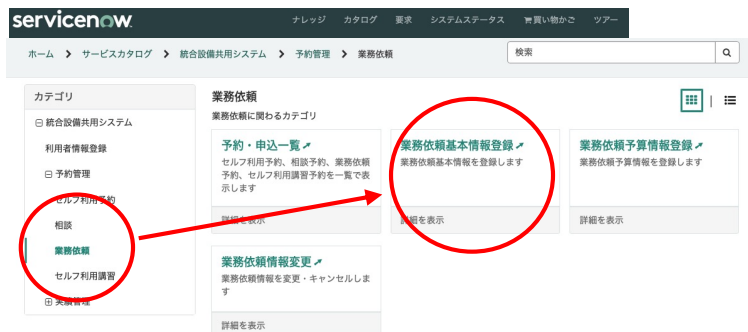 servicenow
ナレッジ カタログ 要求 システムステータス 買い物かご ツアー
ホーム > サービスカタログ > 統合設備共用システム > 予約管理 > 業務依頼
検索
カテゴリ
統合設備共用システム
利用者情報登録
予約管理
セルフ利用予約
相談
業務依頼
セルフ利用講習
実績管理
業務依頼
業務依頼に関わるカテゴリ
予約・申込一覧
セルフ利用予約、相談予約、業務依頼
予約、セルフ利用講習予約を一覧で表
示します
詳細を表示
業務依頼基本情報登録
業務依頼基本情報を登録します
詳細を表示
業務依頼予算情報登録
業務依頼予算情報を登録します
詳細を表示
業務依頼情報変更
業務依頼情報を変更・キャンセルしま
す
詳細を表示